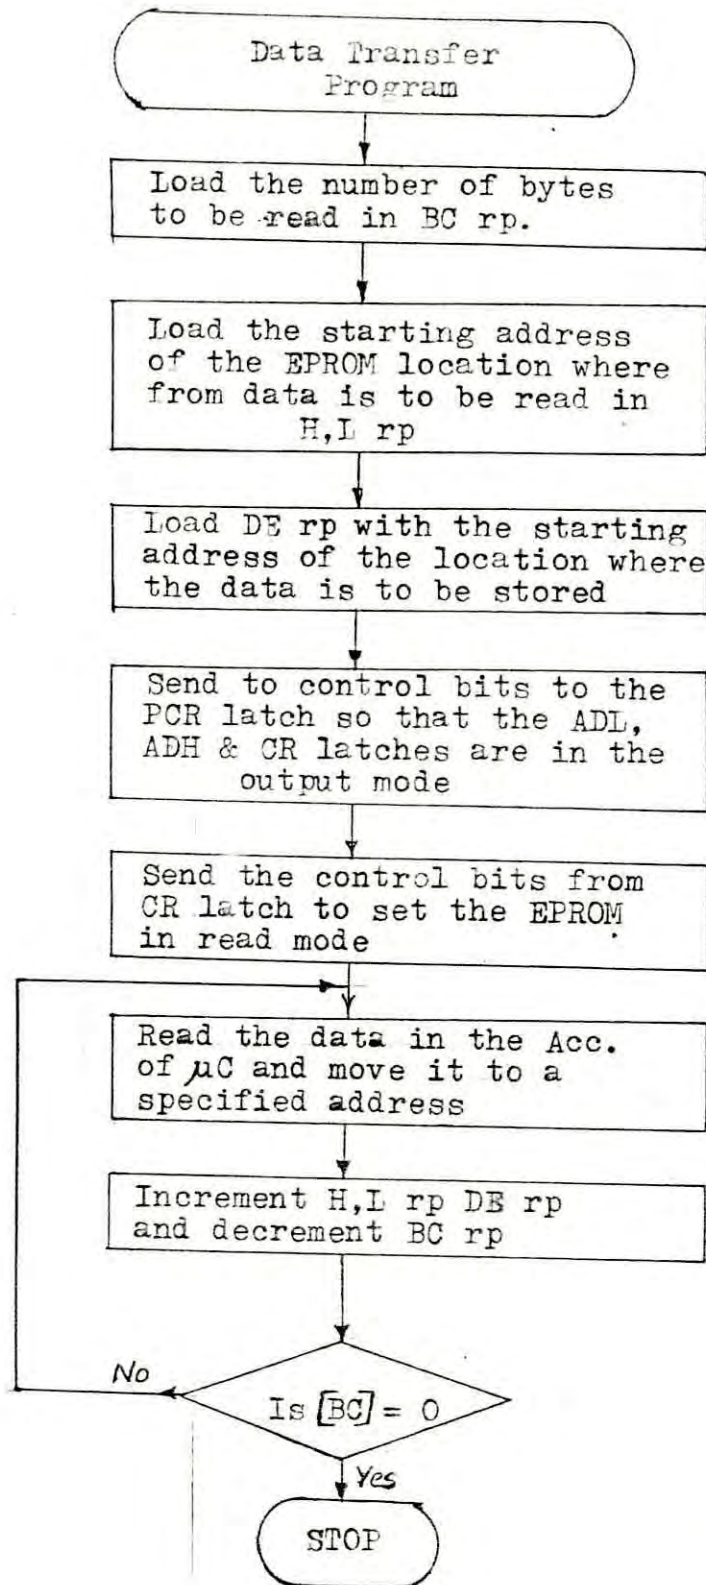 Data Transfer
Program
Load the number of bytes
to be read in BC rp.
Load the starting address
of the EPROM location where
from data is to be read in
H,L rp
Load DE rp with the starting
address of the location where
the data is to be stored
Send to control bits to the
PCR latch so that the ADL,
ADH & CR latches are in the
output mode
Send the control bits from
CR latch to set the EPROM
in read mode
Read the data in the Acc.
of μC and move it to a
specified address
Increment H,L rp DE rp
and decrement BC rp
No
Is [BC] = 0
Yes
STOP